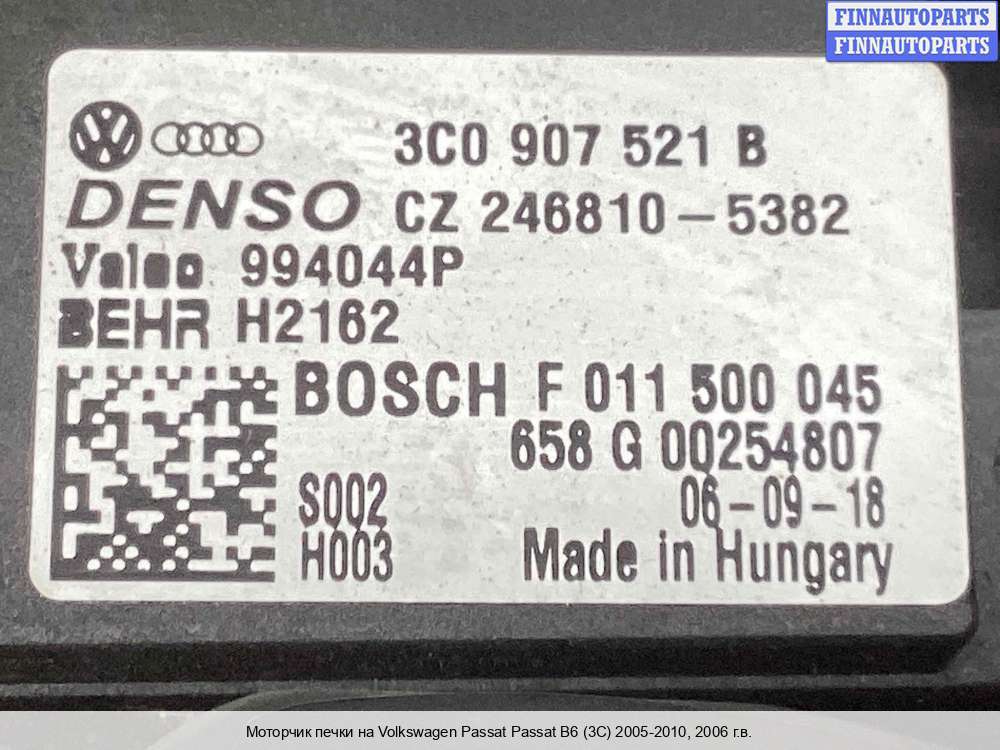 FINNAUTOPARTS
FINNAUTOPARTS
3C0 907 521 B
DENSO CZ 246810-5382
Valeo 994044P
BEHR H2162
BOSCH F 011 500 045
658 G 00254807
S002 06-09-18
H003 Made in Hungary
Моторчик печки на Volkswagen Passat Passat B6 (3C) 2005-2010, 2006 г.в.